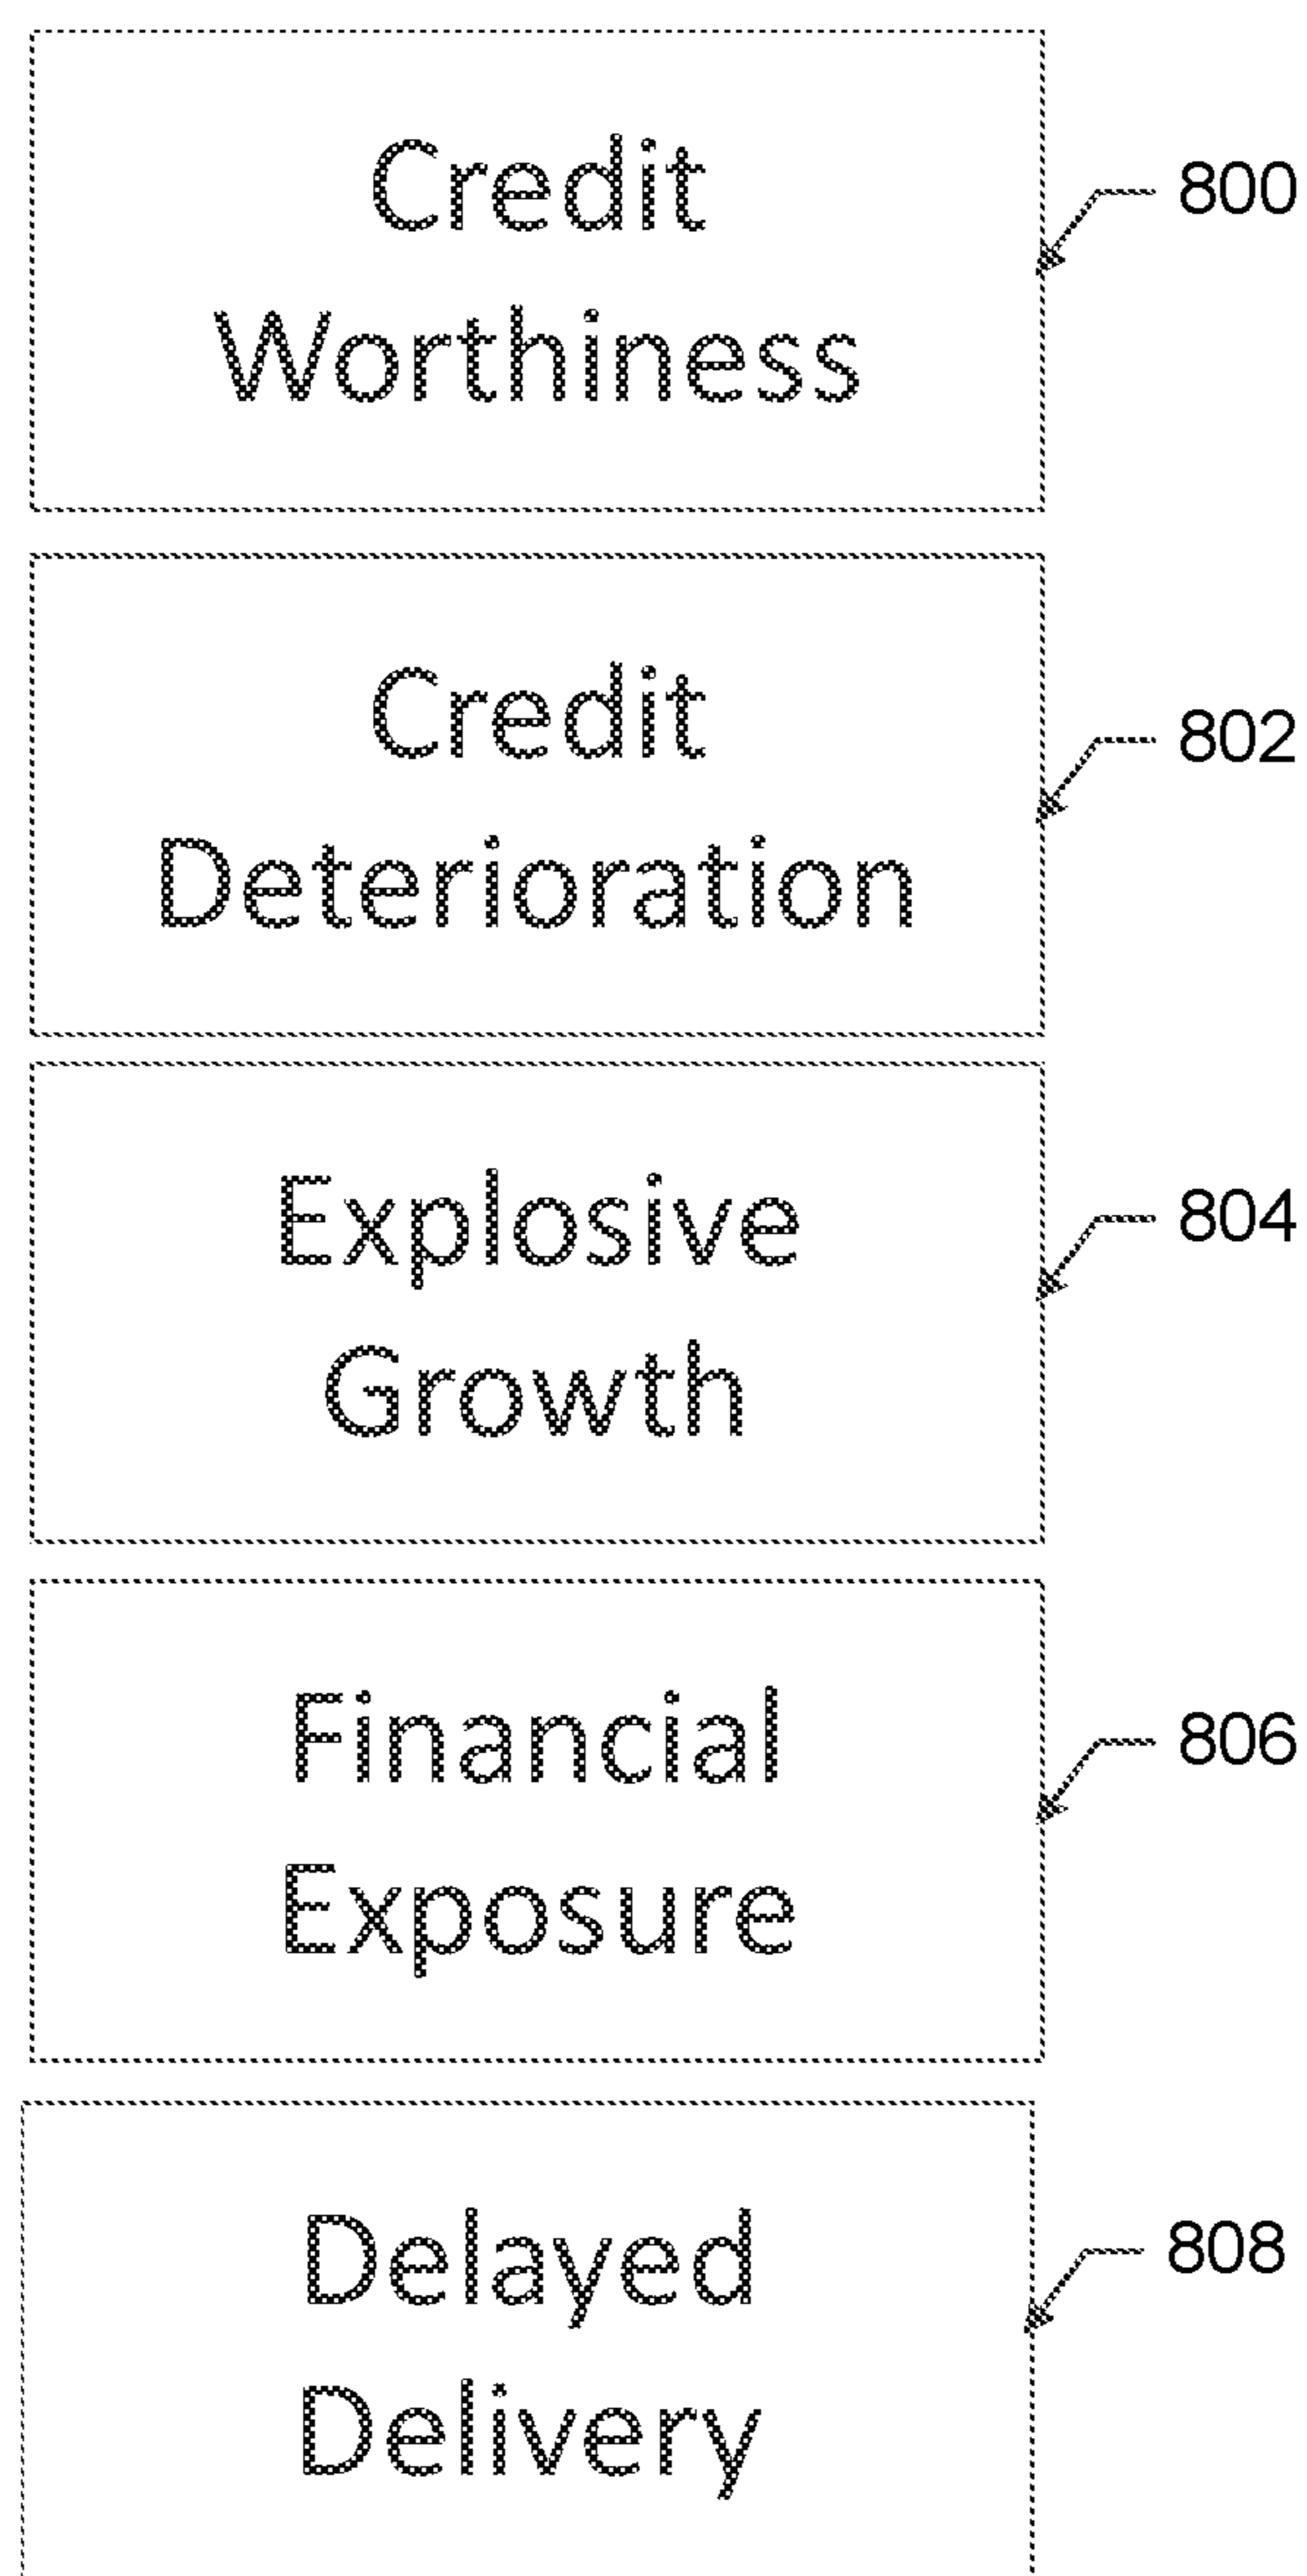 Credit
Worthiness
800
Credit
Deterioration
802
Explosive
Growth
804
Financial
Exposure
806
Delayed
Delivery
808